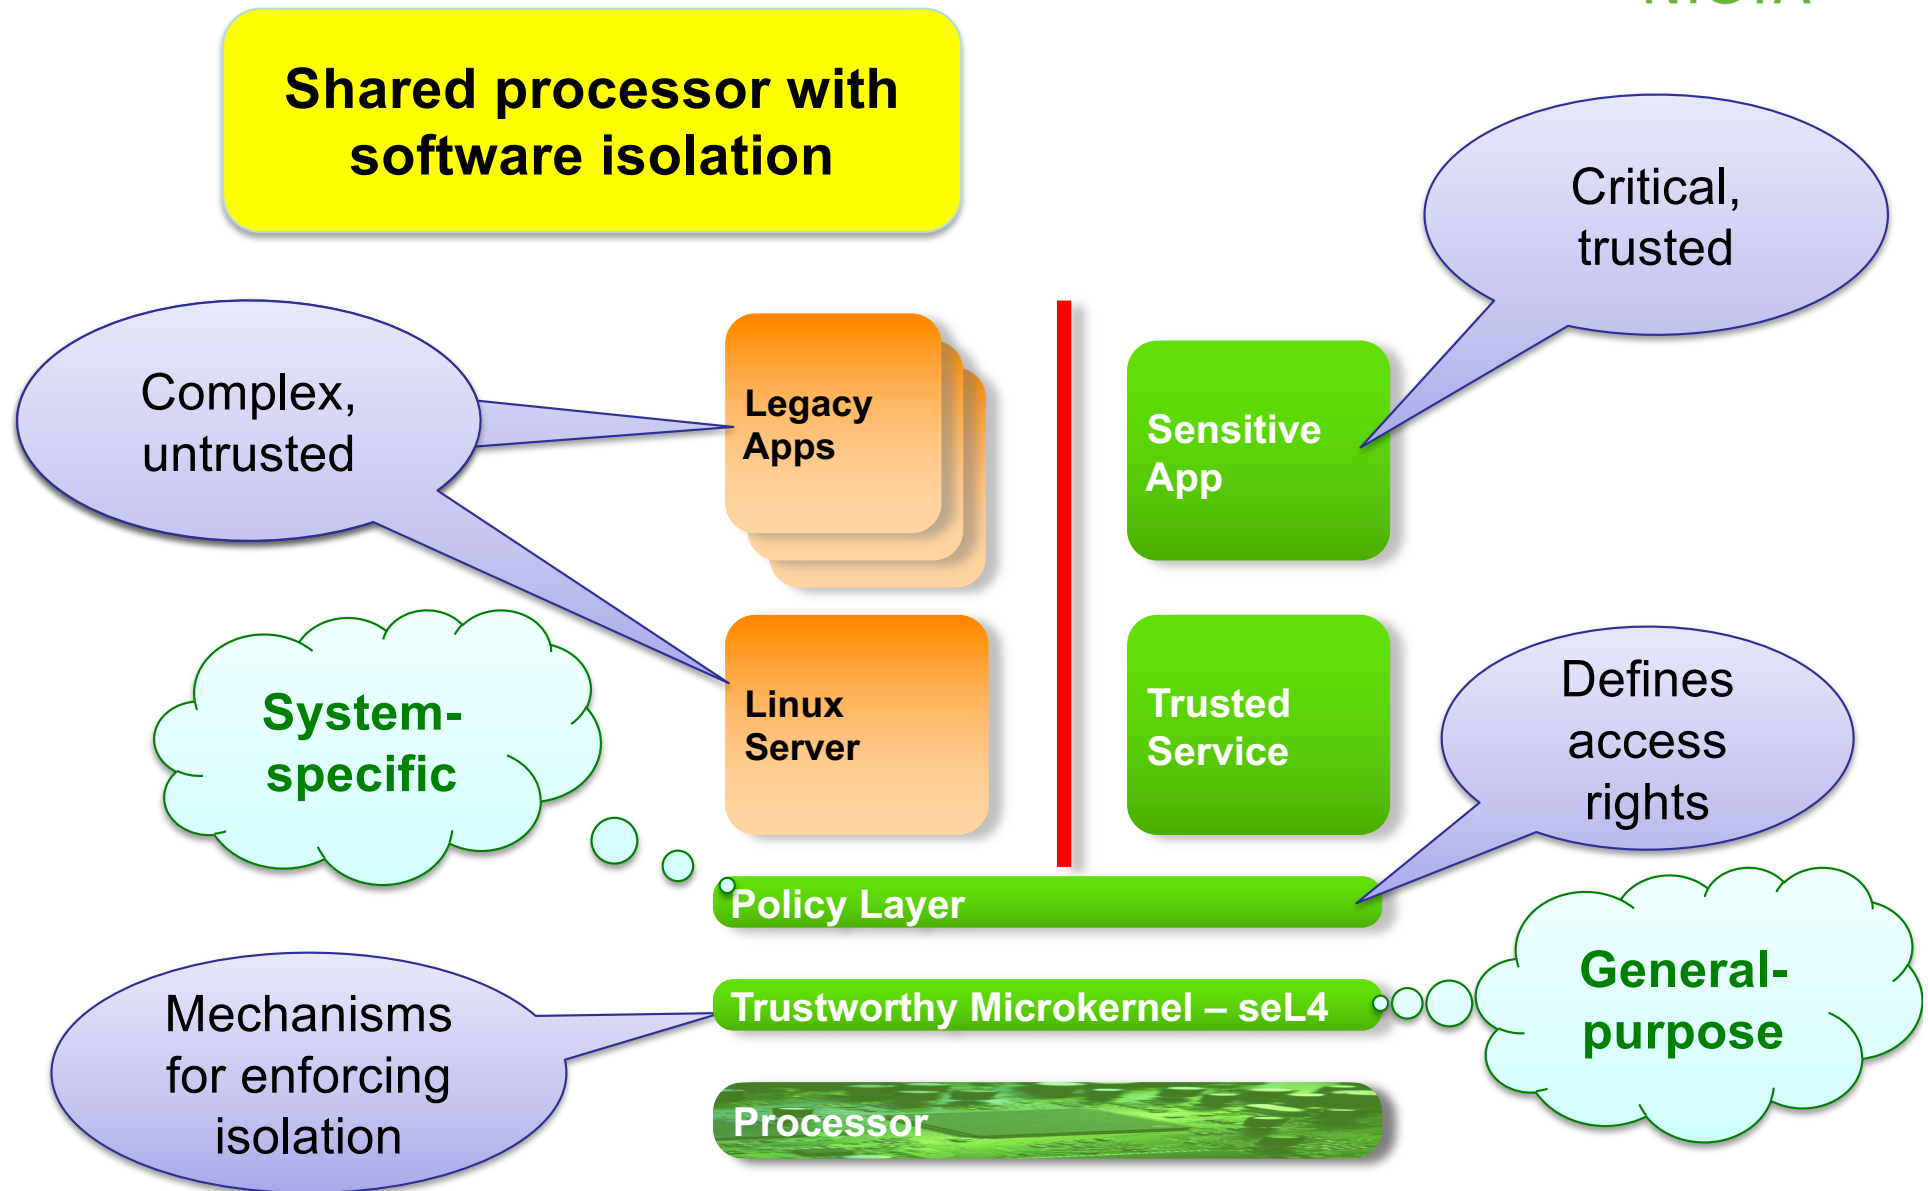 Shared processor with
software isolation
Critical,
trusted
Complex,
untrusted
Legacy
Apps
Sensitive
App
System-
specific
Linux
Server
Trusted
Service
Defines
access
rights
Policy Layer
General-
purpose
Mechanisms
for enforcing
isolation
Trustworthy Microkernel – seL4
Processor